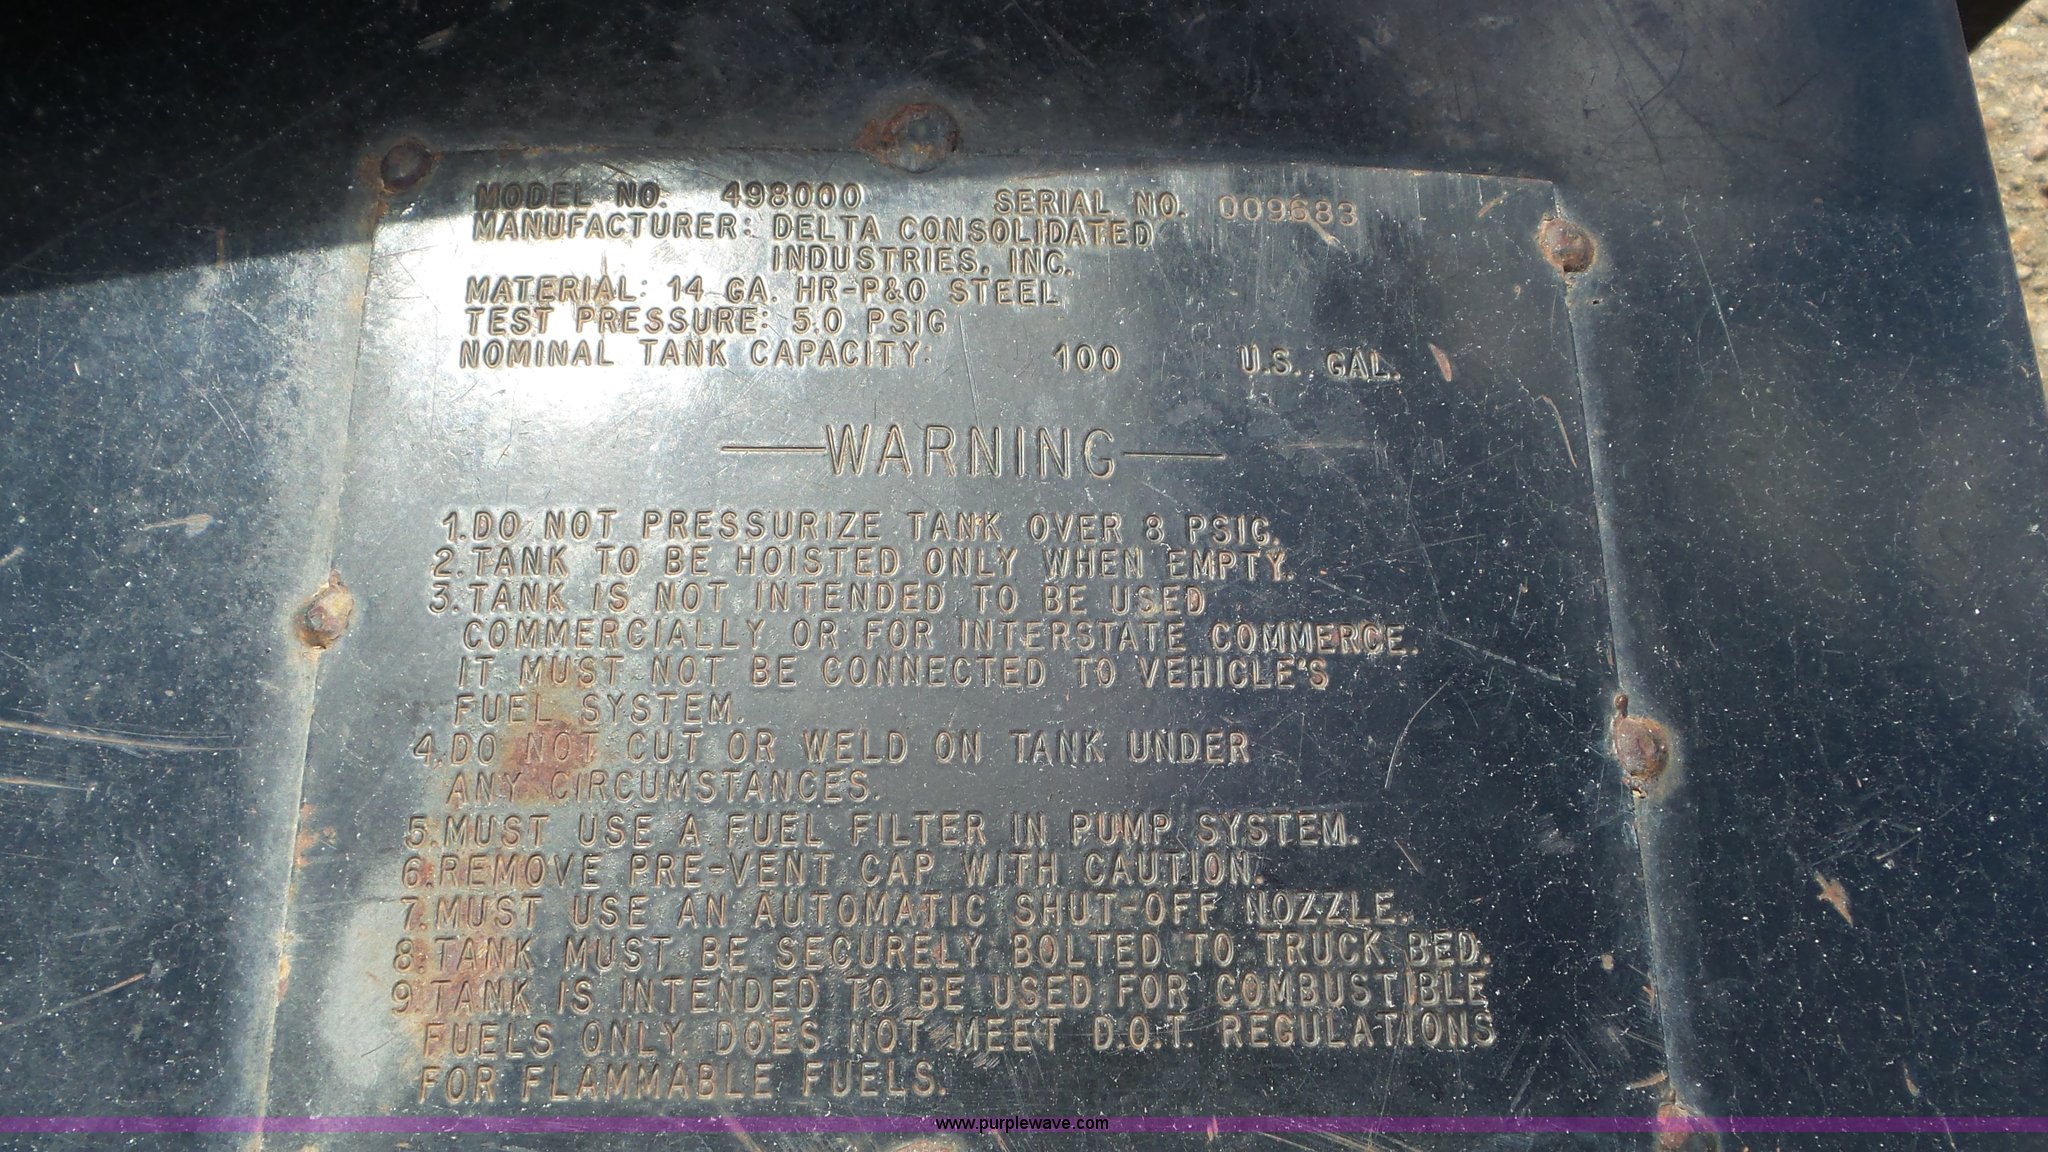 MODEL NO. 498000 SERIAL NO. 009683
MANUFACTURER: DELTA CONSOLIDATED
INDUSTRIES, INC.
MATERIAL: 14 GA. HR-P&O STEEL
TEST PRESSURE: 5.0 PSIG
NOMINAL TANK CAPACITY: 100 U.S. GAL.
WARNING
1. DO NOT PRESSURIZE TANK OVER 8 PSIG.
2. TANK TO BE HOISTED ONLY WHEN EMPTY.
3. TANK IS NOT INTENDED TO BE USED
COMMERCIALLY OR FOR INTERSTATE COMMERCE.
IT MUST NOT BE CONNECTED TO VEHICLE'S
FUEL SYSTEM.
4. DO NOT CUT OR WELD ON TANK UNDER
ANY CIRCUMSTANCES.
5. MUST USE A FUEL FILTER IN PUMP SYSTEM.
6. REMOVE PRE-VENT CAP WITH CAUTION.
7. MUST USE AN AUTOMATIC SHUT-OFF NOZZLE.
8. TANK MUST BE SECURELY BOLTED TO TRUCK BED.
9. TANK IS INTENDED TO BE USED FOR COMBUSTIBLE
FUELS ONLY. DOES NOT MEET D.O.T. REGULATIONS
FOR FLAMMABLE FUELS.
www.purplewave.com